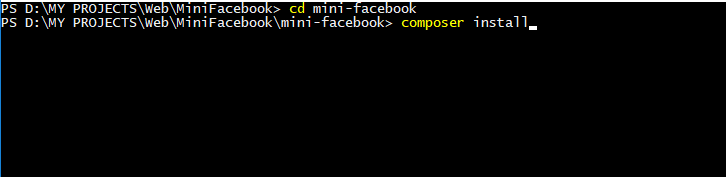 PS D:\MY PROJECTS\Web\MiniFacebook> cd mini-facebook
PS D:\MY PROJECTS\Web\MiniFacebook\mini-facebook> composer install